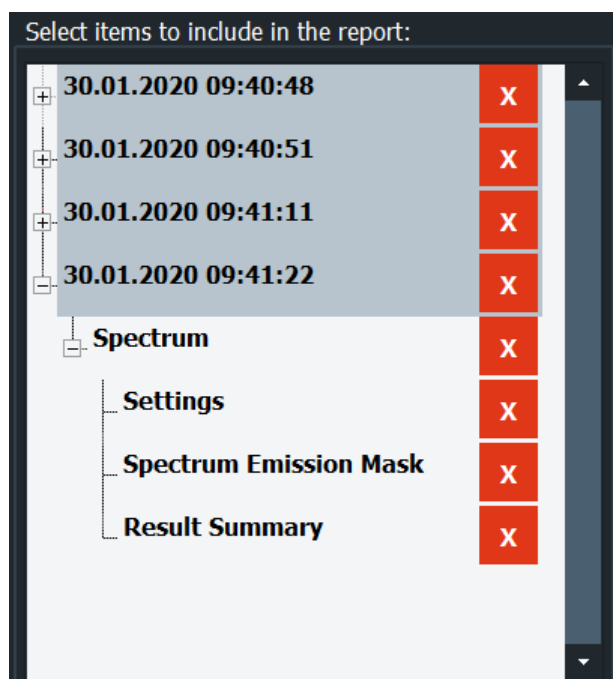 Select items to include in the report:
30.01.2020 09:40:48
X
30.01.2020 09:40:51
X
30.01.2020 09:41:11
X
30.01.2020 09:41:22
X
Spectrum
X
Settings
X
Spectrum Emission Mask
X
Result Summary
X